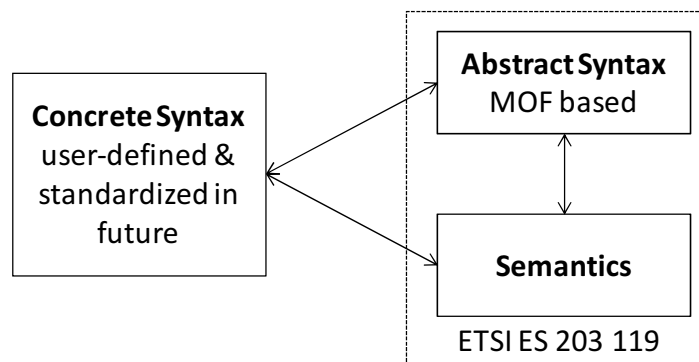 Concrete Syntax
user-defined &
standardized in
future
Abstract Syntax
MOF based
Semantics
ETSI ES 203 119